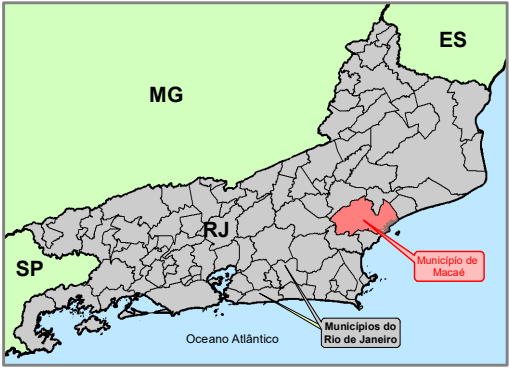 ES
MG
RJ
SP
Município de
Macaé
Municípios do
Rio de Janeiro
Oceano Atlântico